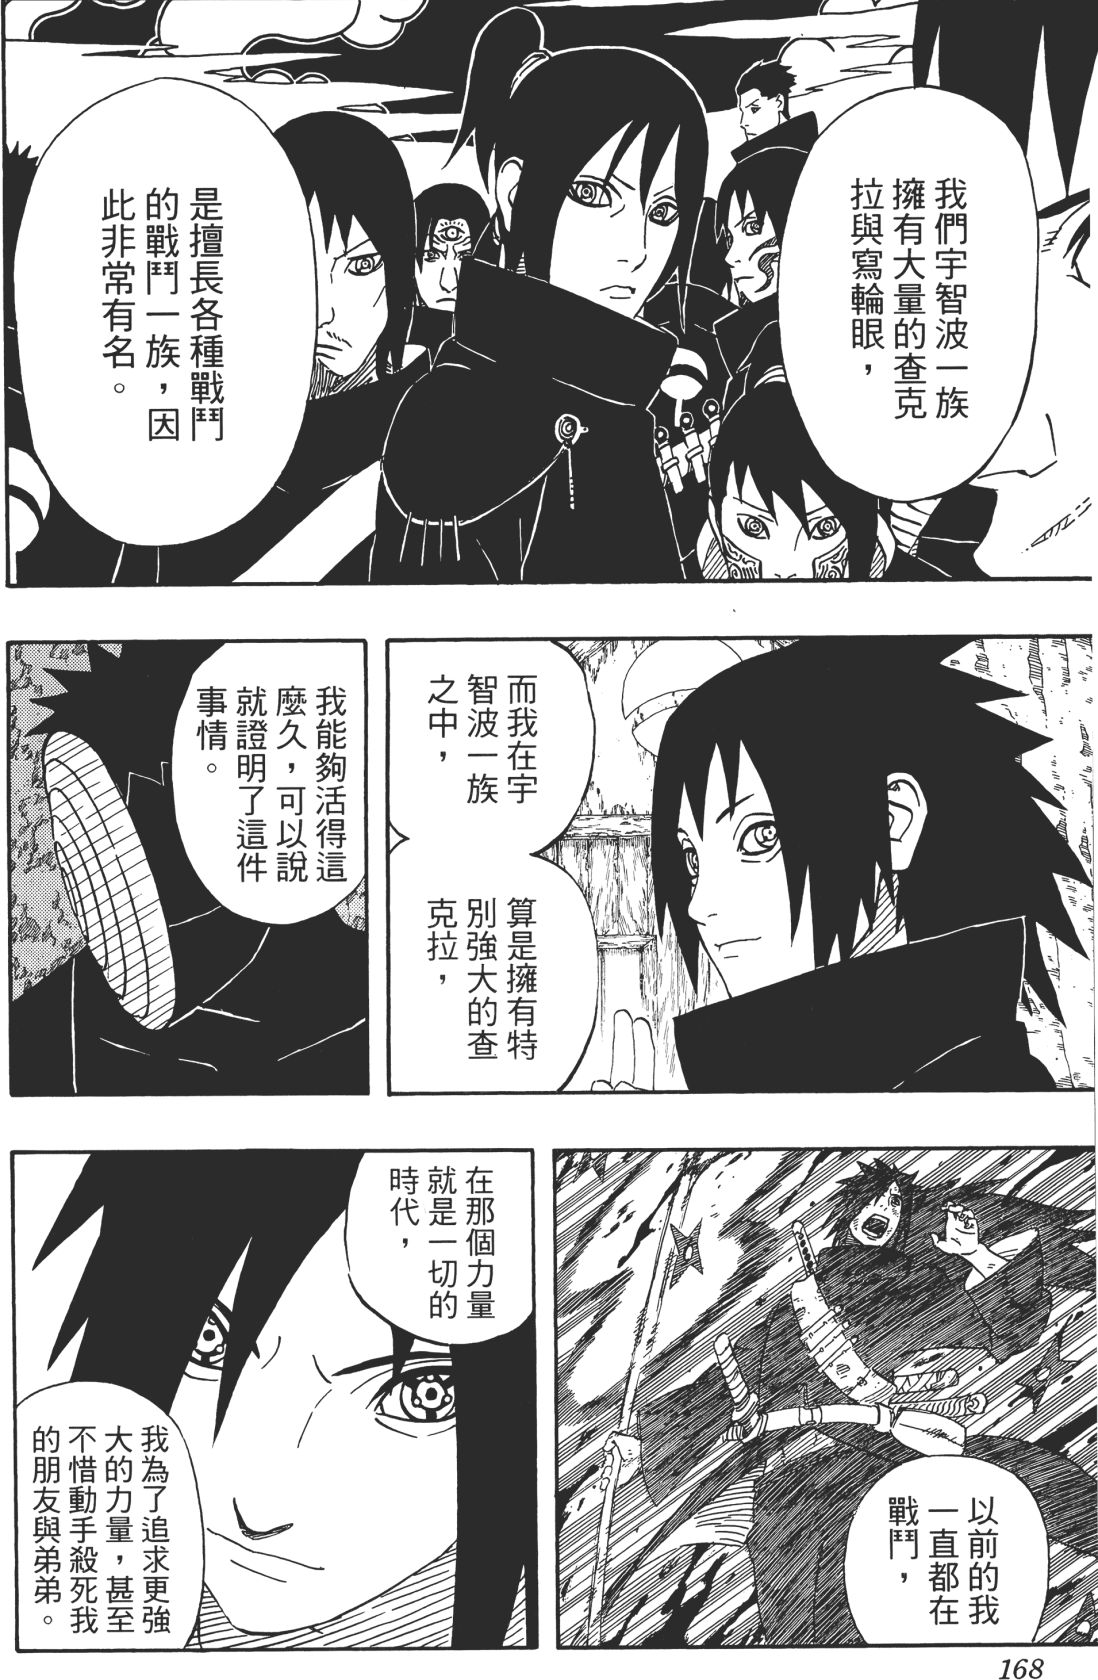 我們宇智波一族
擁有大量的查克
拉與寫輪眼，
是擅長各種戰鬥
的戰鬥一族，因
此非常有名。
而我在宇
智波一族
之中，
算是擁有特
別強大的查
克拉，
我能夠活得這
麼久，可以說
就證明了這件
事情。
以前的我
一直都在
戰鬥，
在那個力量
就是一切的
時代，
我為了追求更強
大的力量，甚至
不惜動手殺死我
的朋友與弟弟。
168